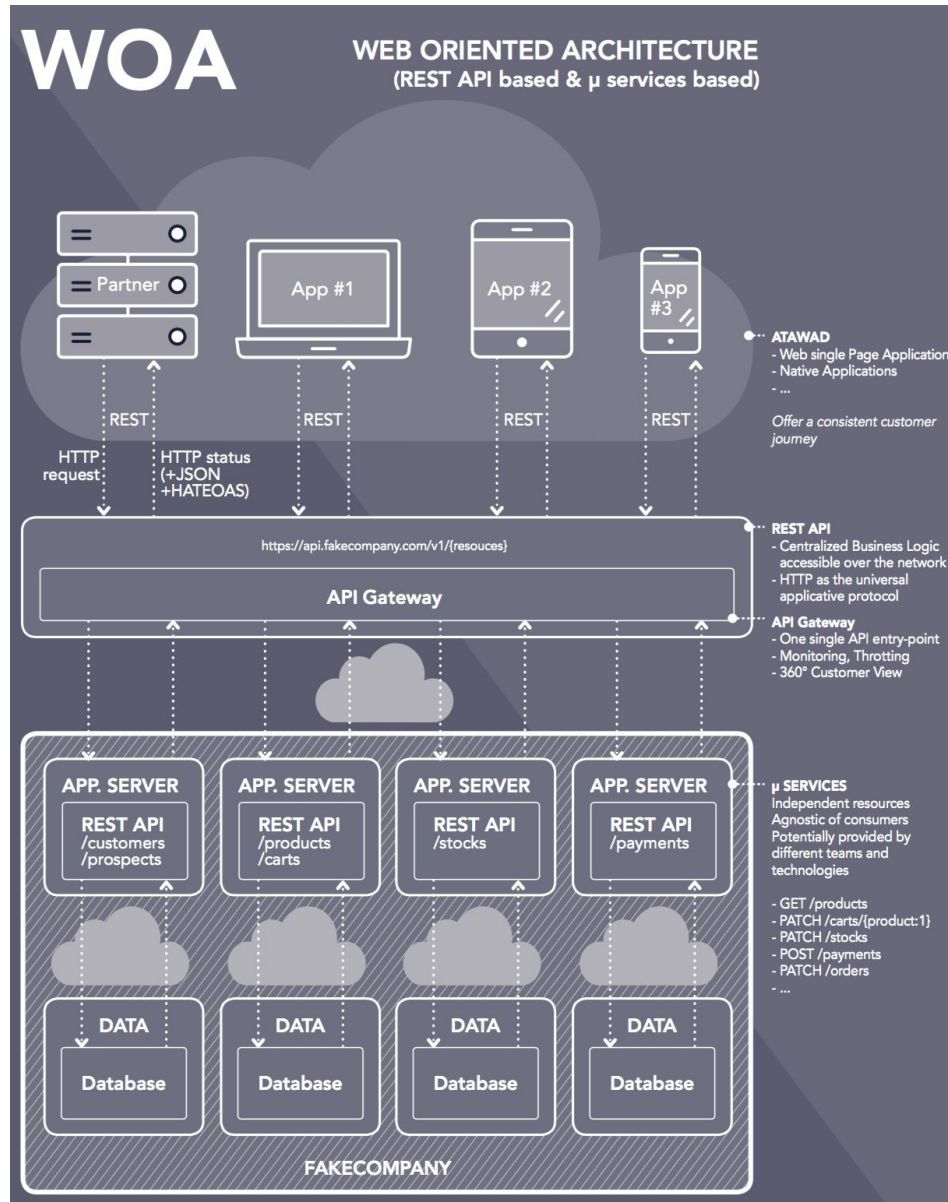 WOA
WEB ORIENTED ARCHITECTURE
(REST API based & µ services based)
Partner
App #1
App #2
App
#3
ATAWAD
- Web single Page Application
- Native Applications
- ...
Offer a consistent customer
journey
REST
REST
REST
REST
HTTP
request
HTTP status
(+JSON
+HATEOAS)
https://api.fakecompany.com/v1/{resouces}
API Gateway
REST API
- Centralized Business Logic
accessible over the network
- HTTP as the universal
applicative protocol
API Gateway
- One single API entry-point
- Monitoring, Throtting
- 360° Customer View
APP. SERVER
REST API
/customers
/prospects
APP. SERVER
REST API
/products
/carts
APP. SERVER
REST API
/stocks
APP. SERVER
REST API
/payments
µ SERVICES
Independent resources
Agnostic of consumers
Potentially provided by
different teams and
technologies
- GET /products
- PATCH /carts/{product:1}
- PATCH /stocks
- POST /payments
- PATCH /orders
- ...
DATA
Database
DATA
Database
DATA
Database
DATA
Database
FAKECOMPANY